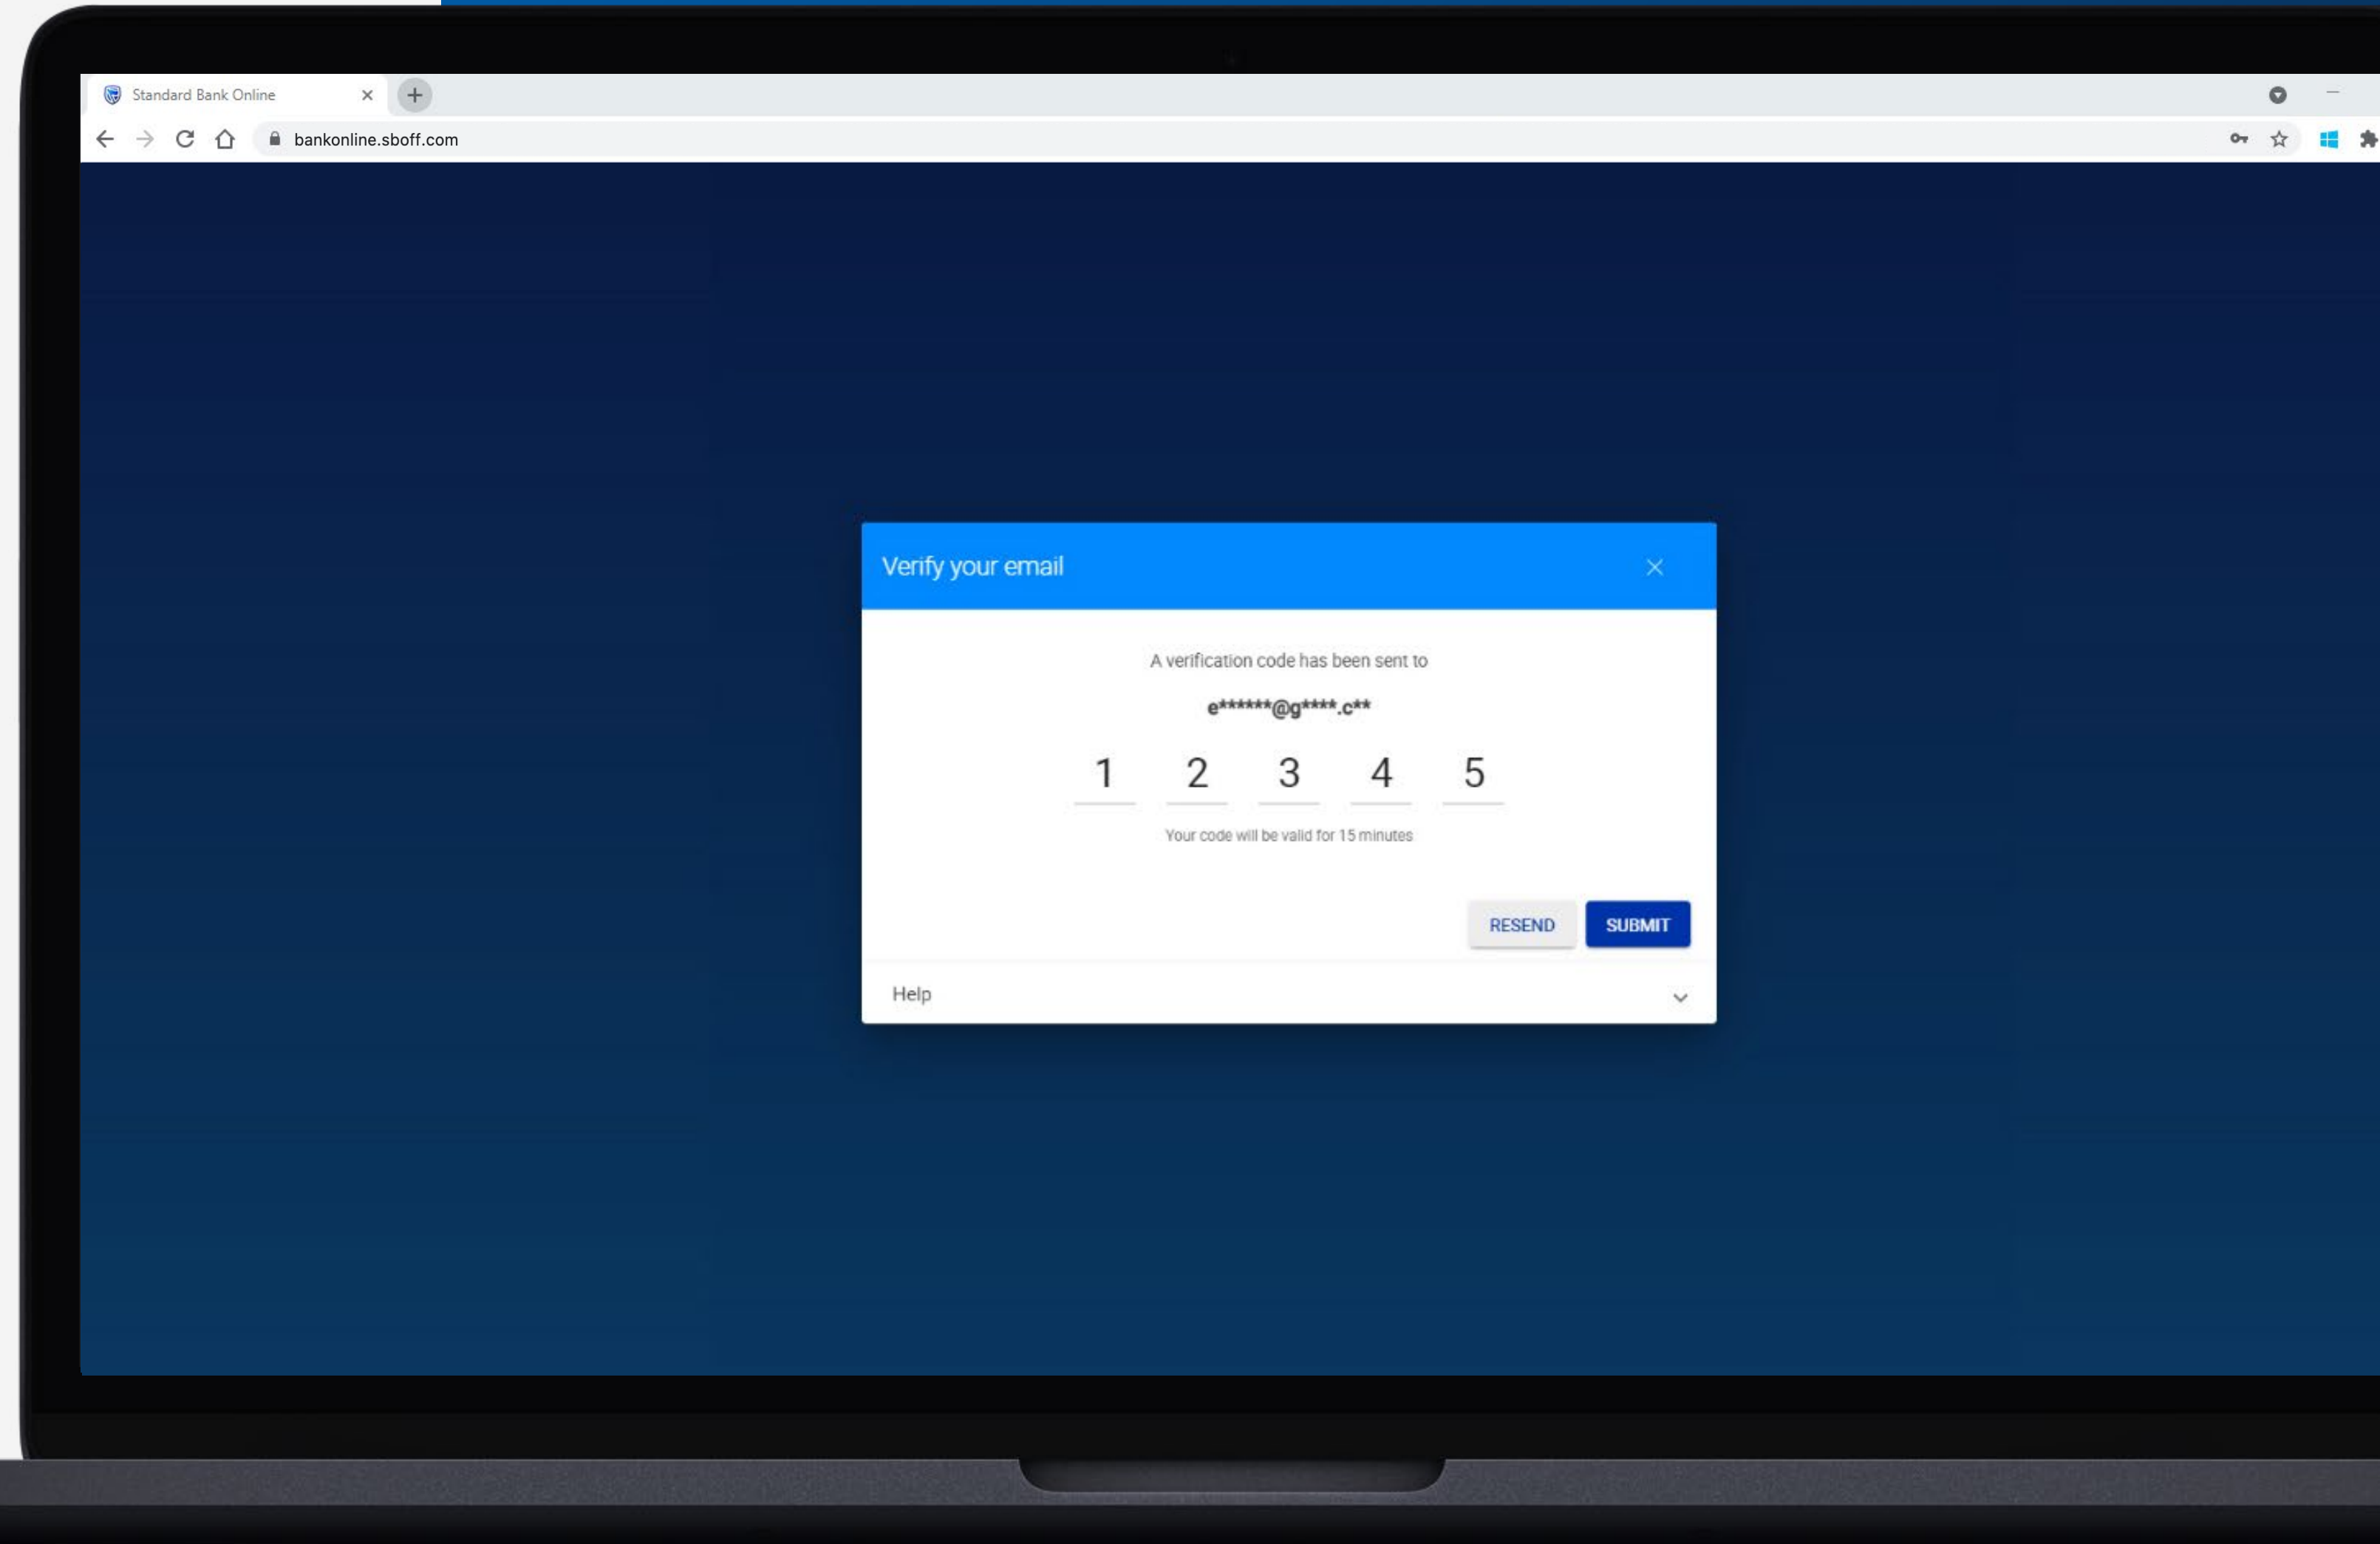 Standard Bank Online
bankonline.sboff.com
Verify your email
A verification code has been sent to
e******@g****.c**
1 2 3 4 5
Your code will be valid for 15 minutes
RESEND SUBMIT
Help